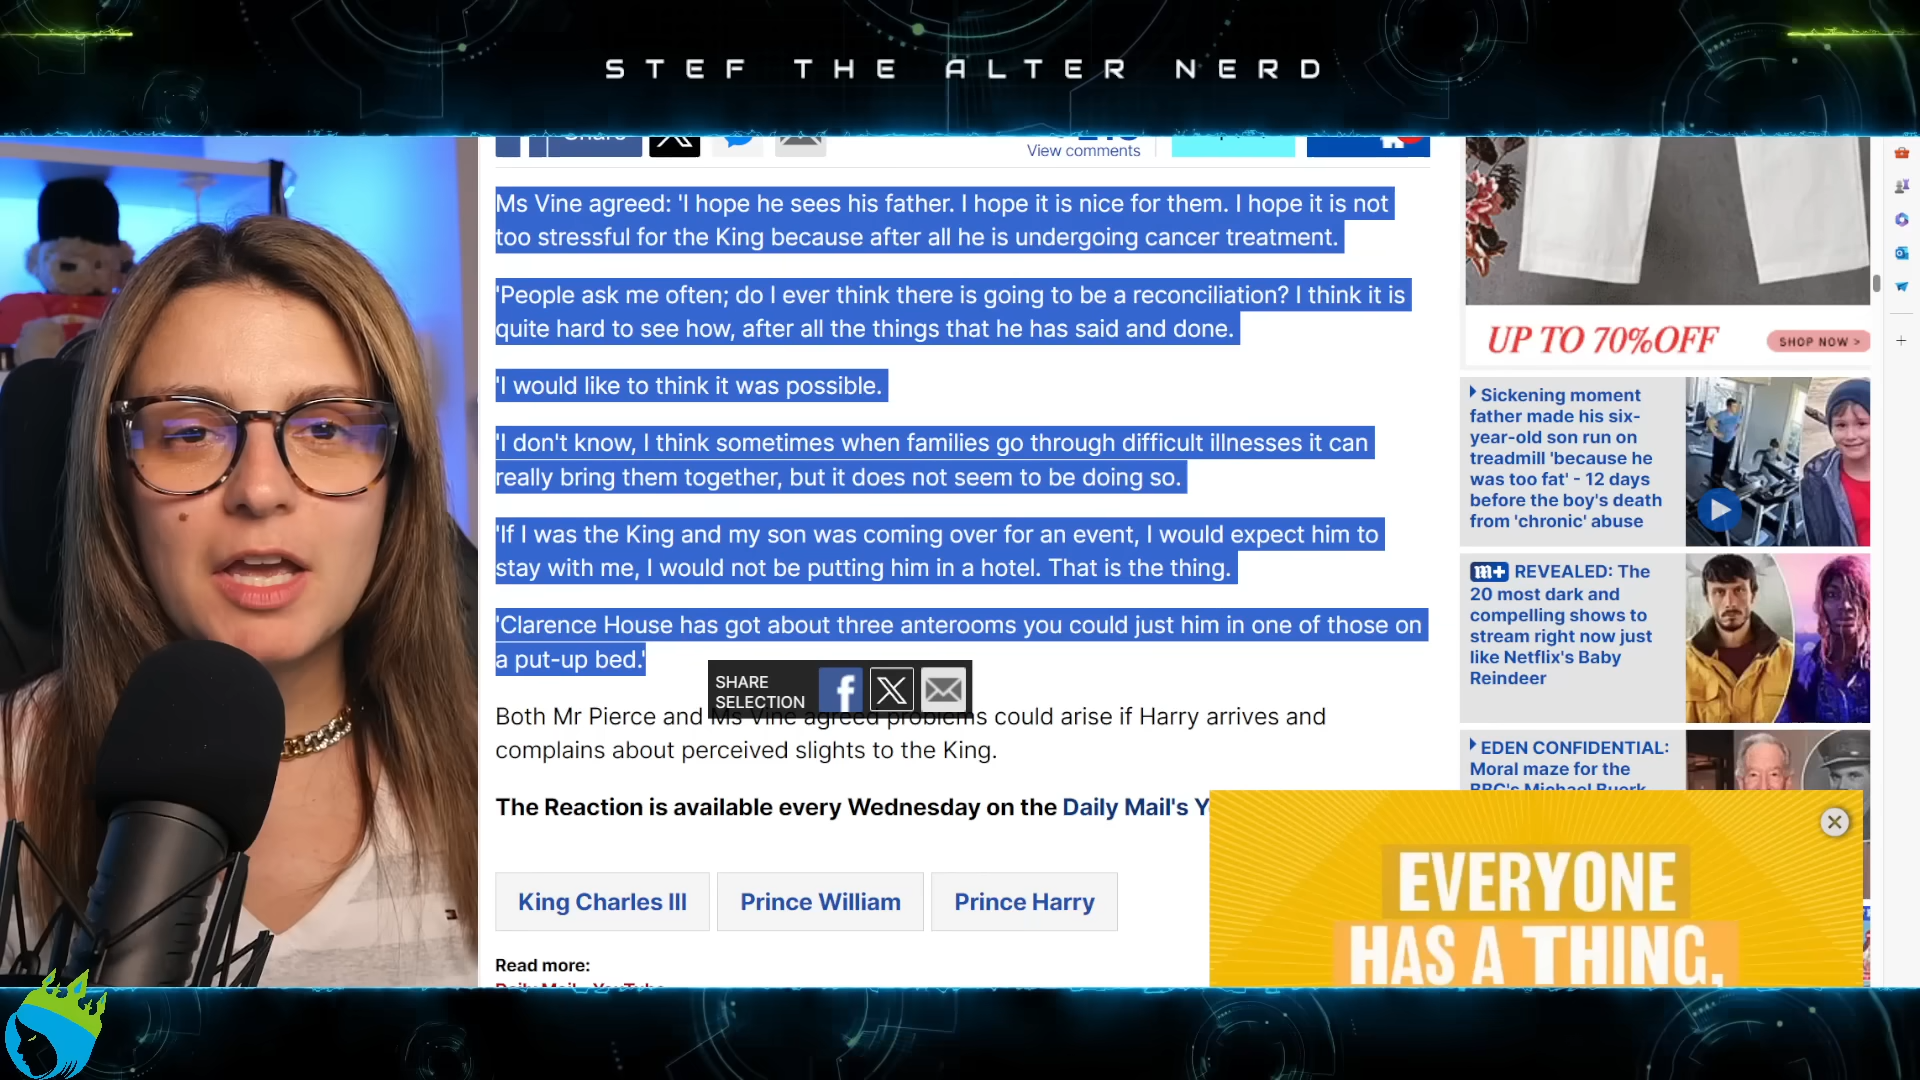 STEF THE ALTER NERD
View comments
Ms Vine agreed: 'I hope he sees his father. I hope it is nice for them. I hope it is not
too stressful for the King because after all he is undergoing cancer treatment.
'People ask me often; do I ever think there is going to be a reconciliation? I think it is
quite hard to see how, after all the things that he has said and done.
'I would like to think it was possible.
'I don't know, I think sometimes when families go through difficult illnesses it can
really bring them together, but it does not seem to be doing so.
'If I was the King and my son was coming over for an event, I would expect him to
stay with me, I would not be putting him in a hotel. That is the thing.
'Clarence House has got about three anterooms you could just him in one of those on
a put-up bed.'
SHARE
SELECTION
Both Mr Pierce and Ms Vine agreed problems could arise if Harry arrives and
complains about perceived slights to the King.
The Reaction is available every Wednesday on the Daily Mail's Y
King Charles III
Prince William
Prince Harry
Read more:
UP TO 70% OFF
SHOP NOW >
Sickening moment
father made his six-
year-old son run on
treadmill 'because he
was too fat' - 12 days
before the boy's death
from 'chronic' abuse
m+ REVEALED: The
20 most dark and
compelling shows to
stream right now just
like Netflix's Baby
Reindeer
EDEN CONFIDENTIAL:
Moral maze for the
BBC's Michael Buerk
EVERYONE
HAS A THING,